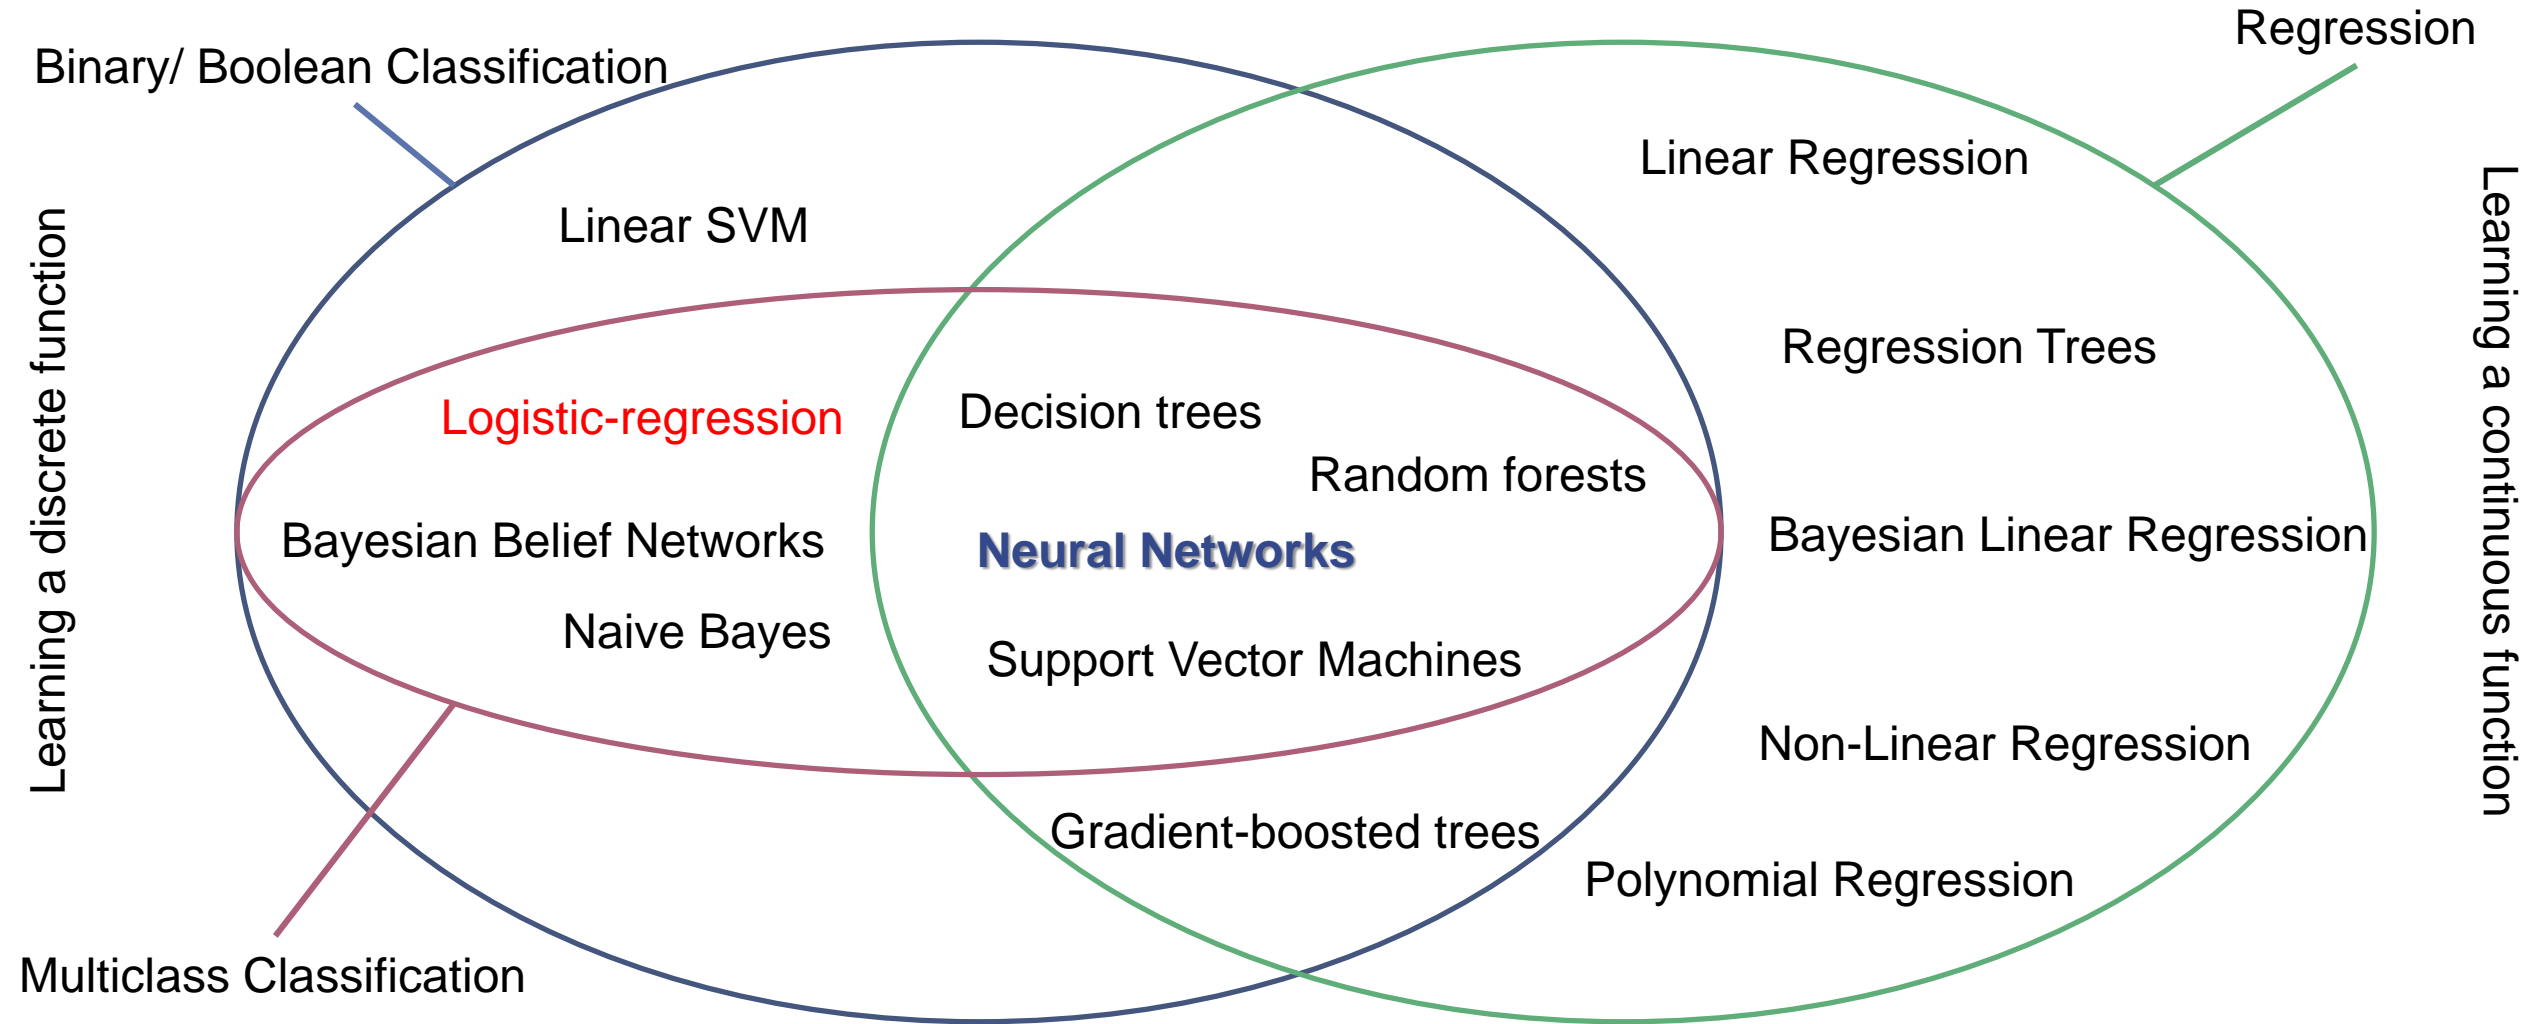 Regression
Binary/ Boolean Classification
Linear Regression
Linear SVM
Learning a discrete function
Learning a continuous function
Regression Trees
Logistic-regression
Decision trees
Random forests
Bayesian Belief Networks
Neural Networks
Bayesian Linear Regression
Naive Bayes
Support Vector Machines
Non-Linear Regression
Gradient-boosted trees
Polynomial Regression
Multiclass Classification